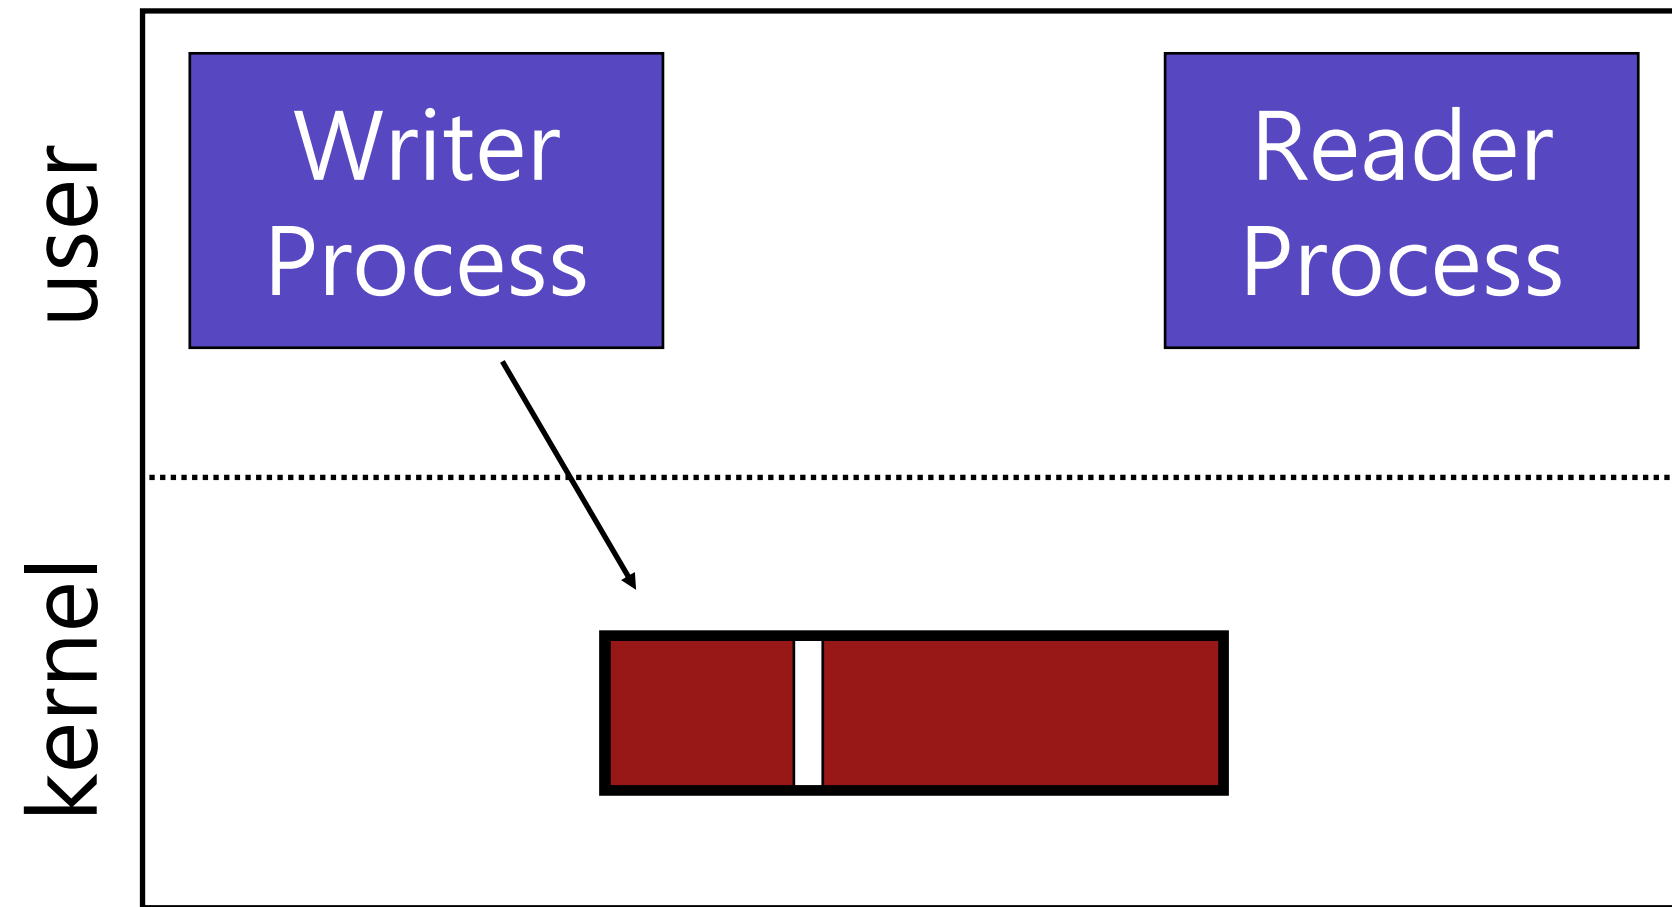 user
Writer
Process
Reader
Process
kernel